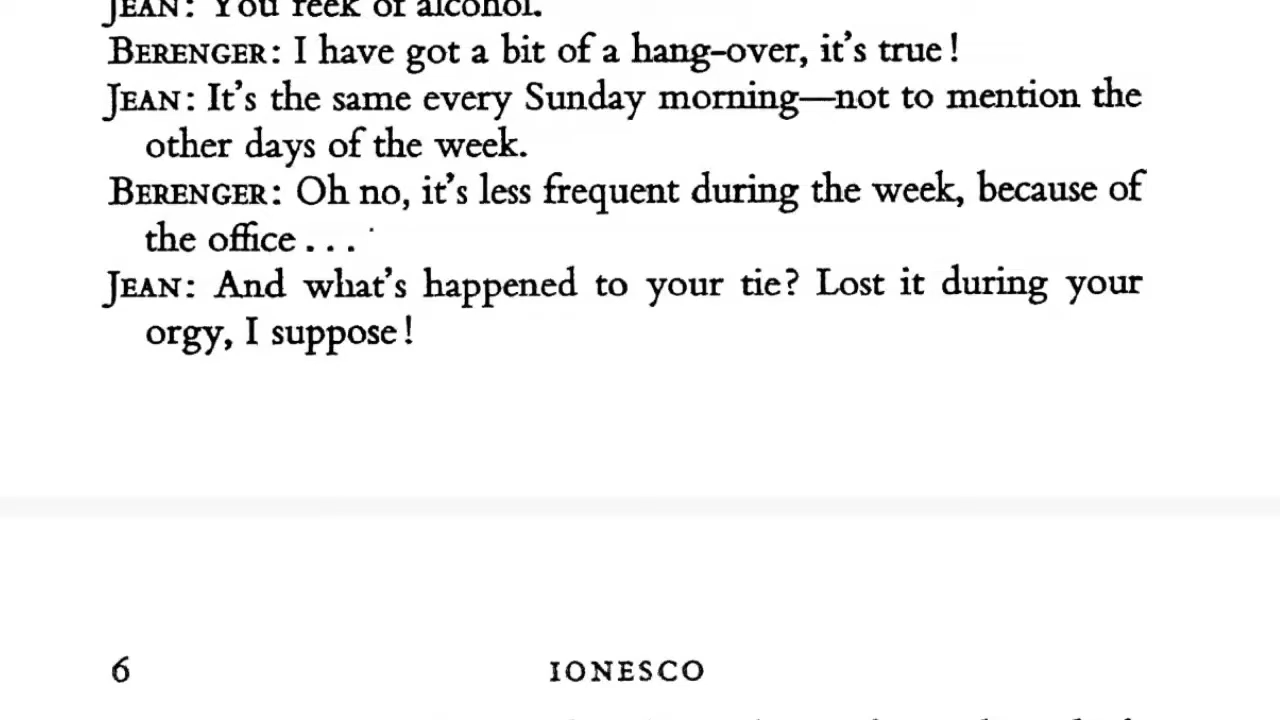 JEAN: You reek of alcohol.
BERENGER: I have got a bit of a hang-over, it's true!
JEAN: It's the same every Sunday morning—not to mention the
other days of the week.
BERENGER: Oh no, it's less frequent during the week, because of
the office . . .
JEAN: And what's happened to your tie? Lost it during your
orgy, I suppose!
6 IONESCO